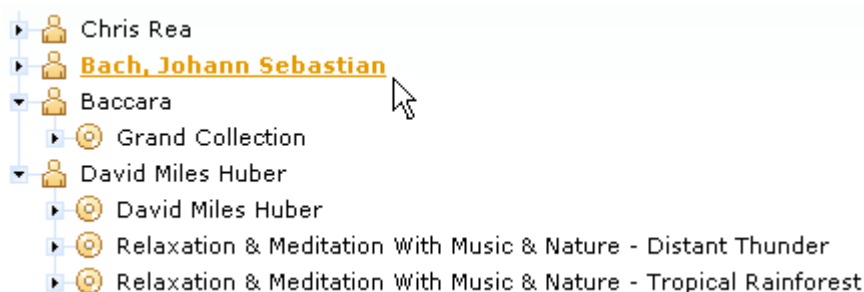 Chris Rea
Bach, Johann Sebastian
Baccara
Grand Collection
David Miles Huber
David Miles Huber
Relaxation & Meditation With Music & Nature - Distant Thunder
Relaxation & Meditation With Music & Nature - Tropical Rainforest